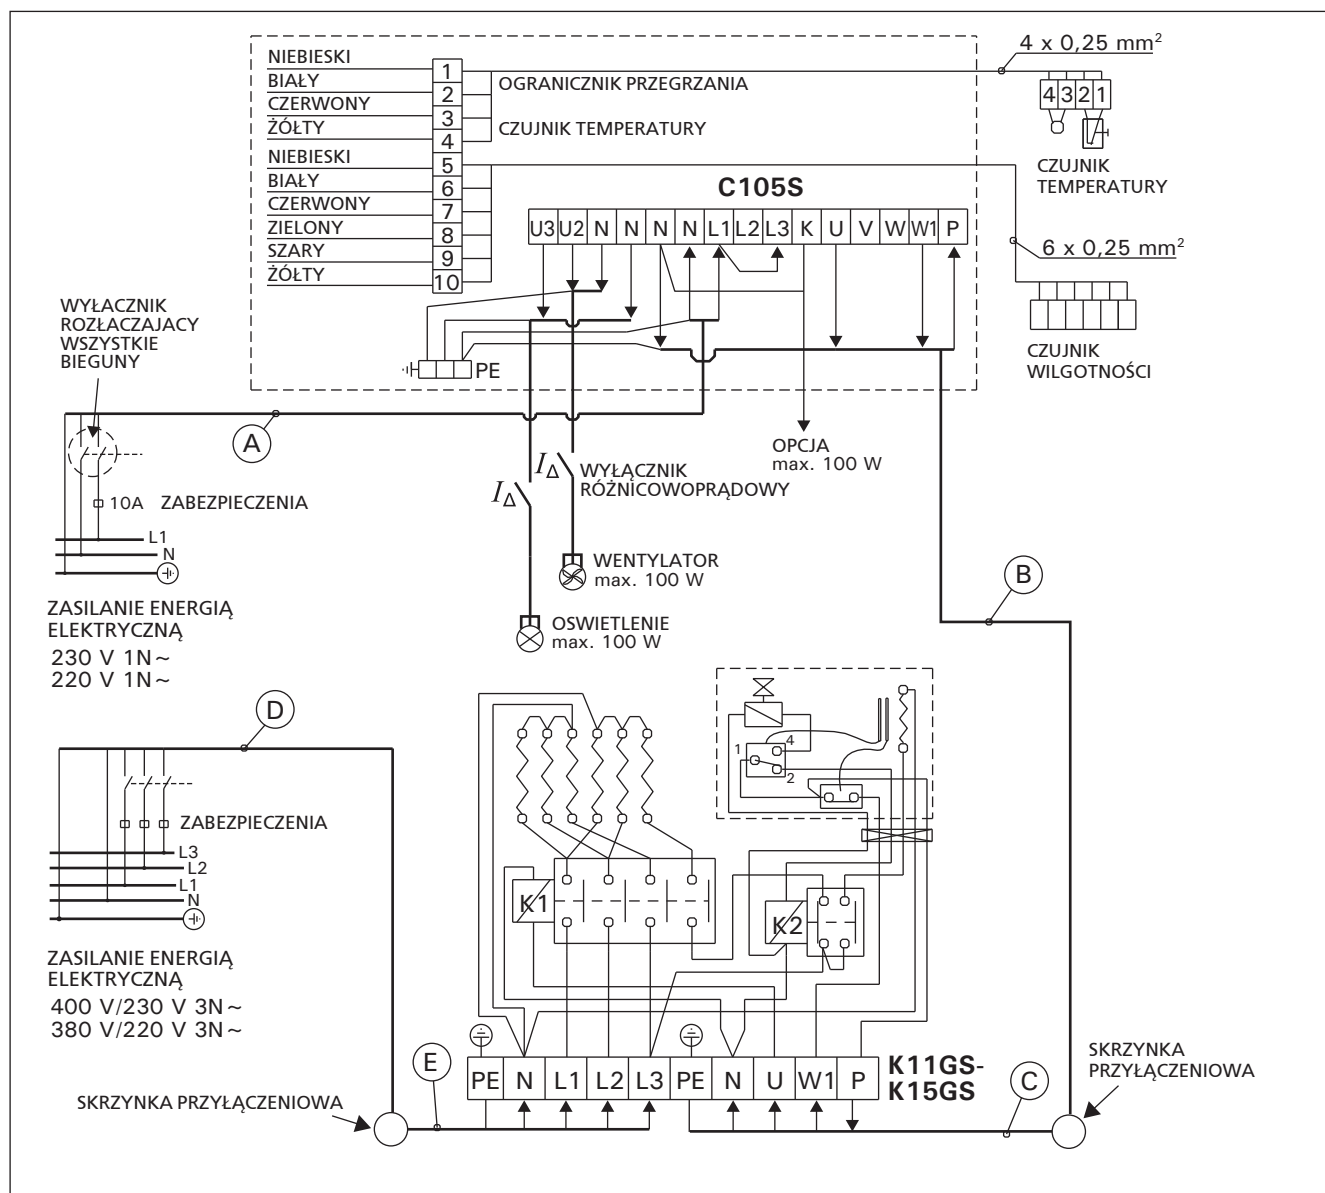 NIEBIESKI
BIAŁY
CZERWONY
ŻÓŁTY
NIEBIESKI
BIAŁY
CZERWONY
ZIELONY
SZARY
ŻÓŁTY
1
2
3
4
5
6
7
8
9
10
OGRANICZNIK PRZEGRZANIA
CZUJNIK TEMPERATURY
4 x 0,25 mm²
4 3 2 1
CZUJNIK
TEMPERATURY
C105S
U3 U2 N N N N L1 L2 L3 K U V W W1 P
6 x 0,25 mm²
CZUJNIK
WILGOTNOŚCI
WYŁACZNIK
ROZŁACZAJACY
WSZYSTKIE
BIEGUNY
PE
A
OPCJA
max. 100 W
I∆
WYŁĄCZNIK
RÓŻNICOWOPRĄDOWY
I∆
10A ZABEZPIECZENIA
L1
N
WENTYLATOR
max. 100 W
B
ZASILANIE ENERGIĄ
ELEKTRYCZNĄ
230 V 1N~
220 V 1N~
OSWIETLENIE
max. 100 W
D
1
4
2
ZABEZPIECZENIA
L3
L2
L1
N
K1
K2
ZASILANIE ENERGIĄ
ELEKTRYCZNĄ
400 V/230 V 3N~
380 V/220 V 3N~
E
PE N L1 L2 L3 PE N U W1 P
K11GS-
K15GS
C
SKRZYNKA
PRZYŁĄCZENIOWA
SKRZYNKA PRZYŁĄCZENIOWA